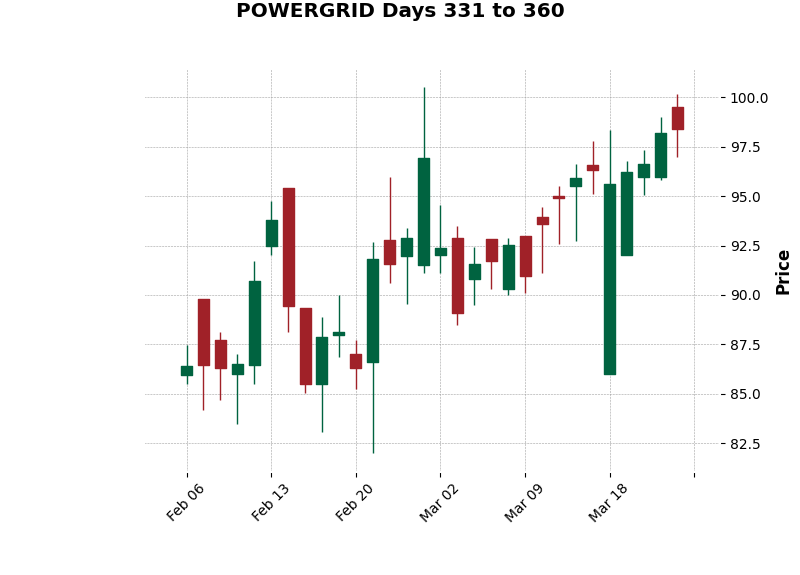 POWERGRID Days 331 to 360
100.0
97.5
95.0
92.5
90.0
87.5
85.0
82.5
Price
Feb 06
Feb 13
Feb 20
Mar 02
Mar 09
Mar 18